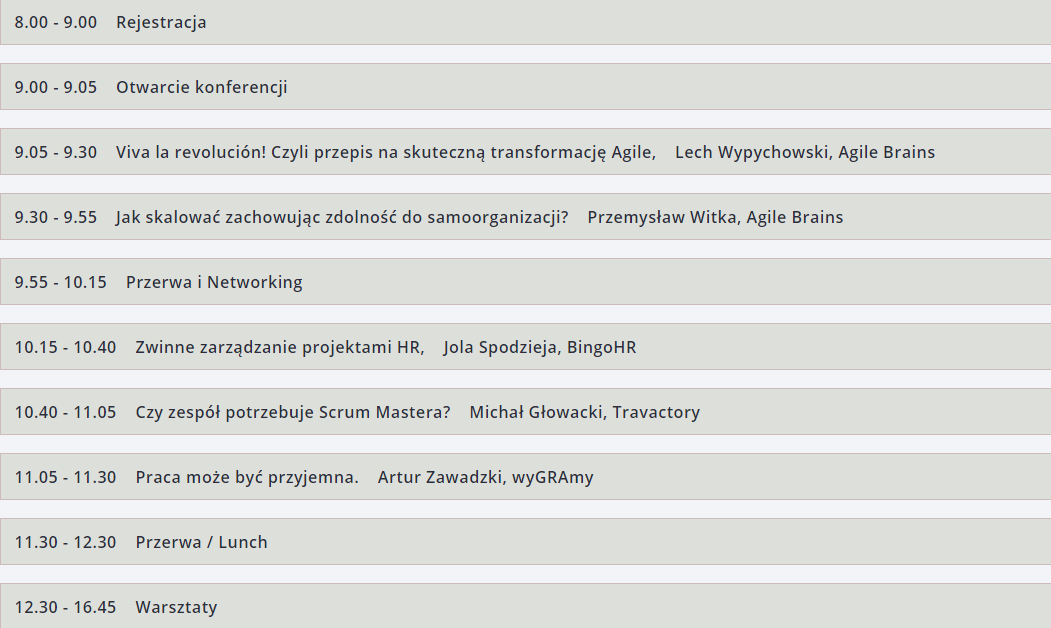 8.00 - 9.00 Rejestracja
9.00 - 9.05 Otwarcie konferencji
9.05 - 9.30 Viva la revolución! Czyli przepis na skuteczną transformację Agile, Lech Wypychowski, Agile Brains
9.30 - 9.55 Jak skalować zachowując zdolność do samoorganizacji? Przemysław Witka, Agile Brains
9.55 - 10.15 Przerwa i Networking
10.15 - 10.40 Zwinne zarządzanie projektami HR, Jola Spodzieja, BingoHR
10.40 - 11.05 Czy zespół potrzebuje Scrum Mastera? Michał Głowacki, Travactory
11.05 - 11.30 Praca może być przyjemna. Artur Zawadzki, wyGRAmy
11.30 - 12.30 Przerwa / Lunch
12.30 - 16.45 Warsztaty